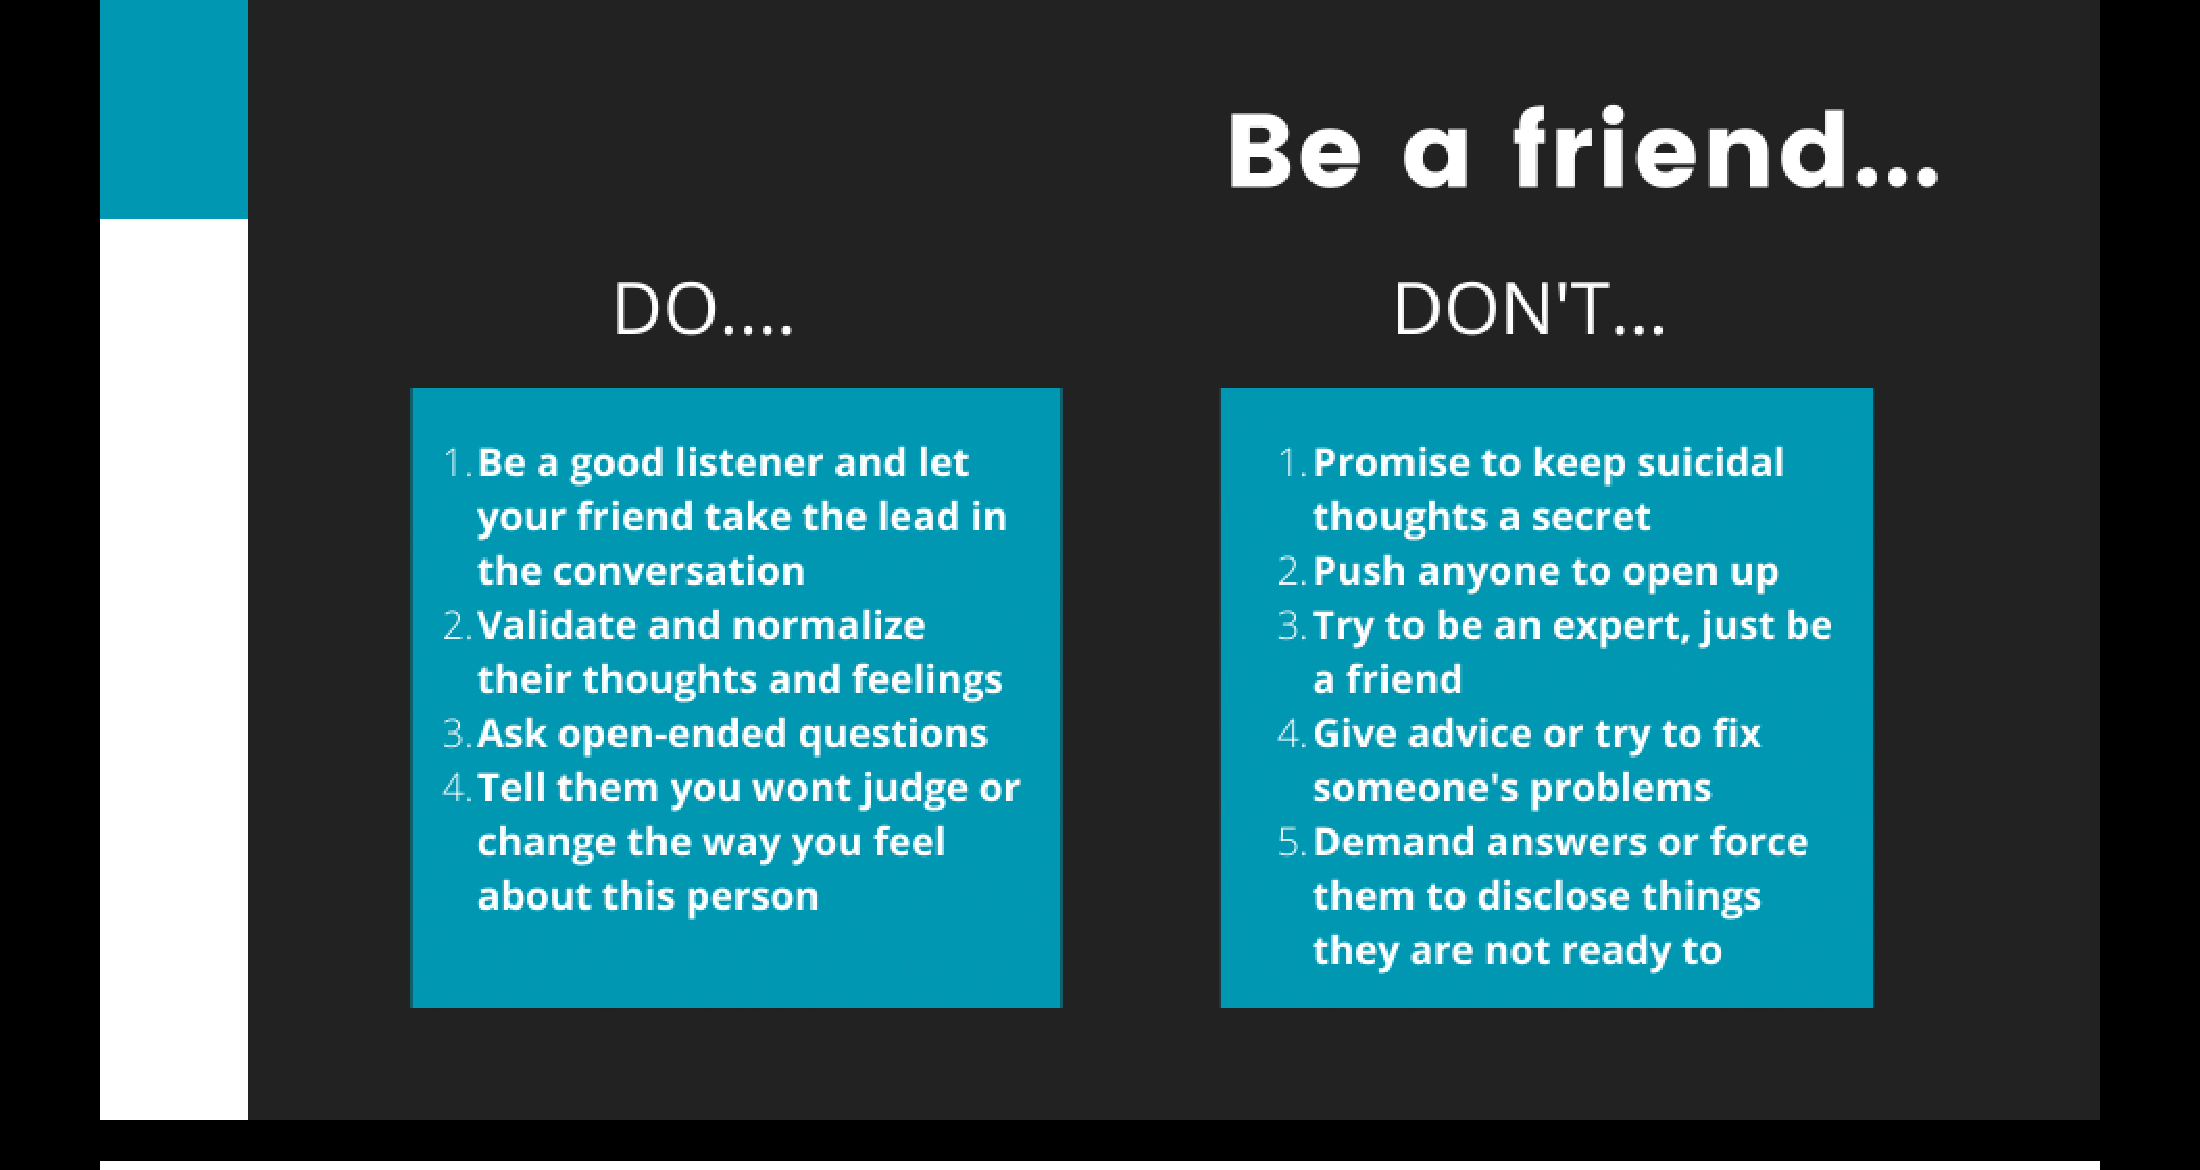 Be a friend...
DO....
1. Be a good listener and let
your friend take the lead in
the conversation
2. Validate and normalize
their thoughts and feelings
3. Ask open-ended questions
4. Tell them you wont judge or
change the way you feel
about this person
DON'T...
1. Promise to keep suicidal
thoughts a secret
2. Push anyone to open up
3. Try to be an expert, just be
a friend
4. Give advice or try to fix
someone's problems
5. Demand answers or force
them to disclose things
they are not ready to